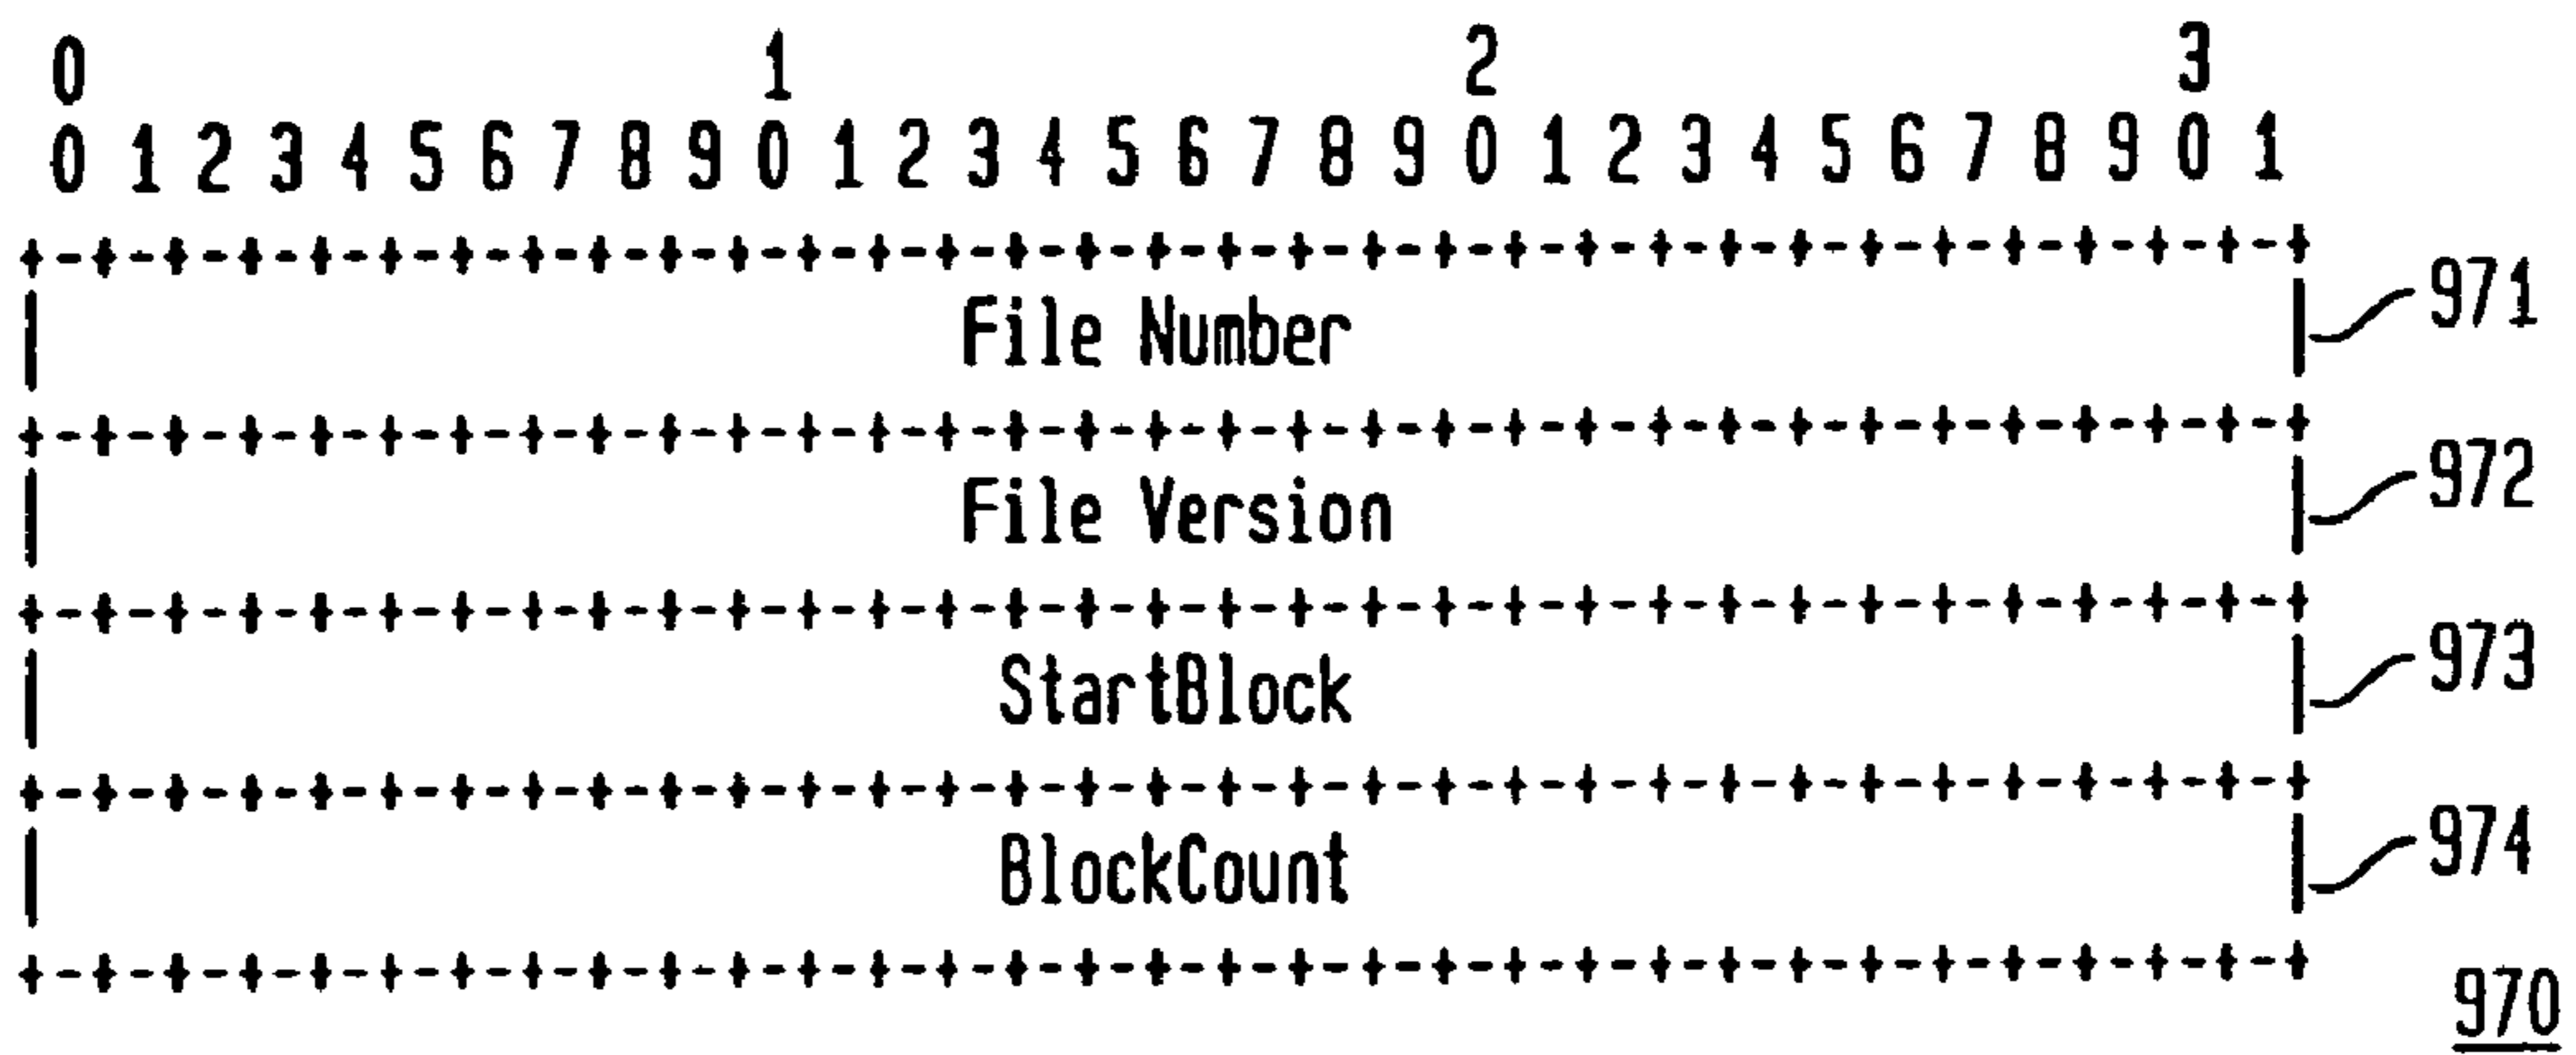 0 1 2 3
0 1 2 3 4 5 6 7 8 9 0 1 2 3 4 5 6 7 8 9 0 1 2 3 4 5 6 7 8 9 0 1
+-+-+-+-+-+-+-+-+-+-+-+-+-+-+-+-+-+-+-+-+-+-+-+-+-+-+-+-+-+-+-+-+
| File Number | 971
+-+-+-+-+-+-+-+-+-+-+-+-+-+-+-+-+-+-+-+-+-+-+-+-+-+-+-+-+-+-+-+-+
| File Version | 972
+-+-+-+-+-+-+-+-+-+-+-+-+-+-+-+-+-+-+-+-+-+-+-+-+-+-+-+-+-+-+-+-+
| StartBlock | 973
+-+-+-+-+-+-+-+-+-+-+-+-+-+-+-+-+-+-+-+-+-+-+-+-+-+-+-+-+-+-+-+-+
| BlockCount | 974
+-+-+-+-+-+-+-+-+-+-+-+-+-+-+-+-+-+-+-+-+-+-+-+-+-+-+-+-+-+-+-+-+
970